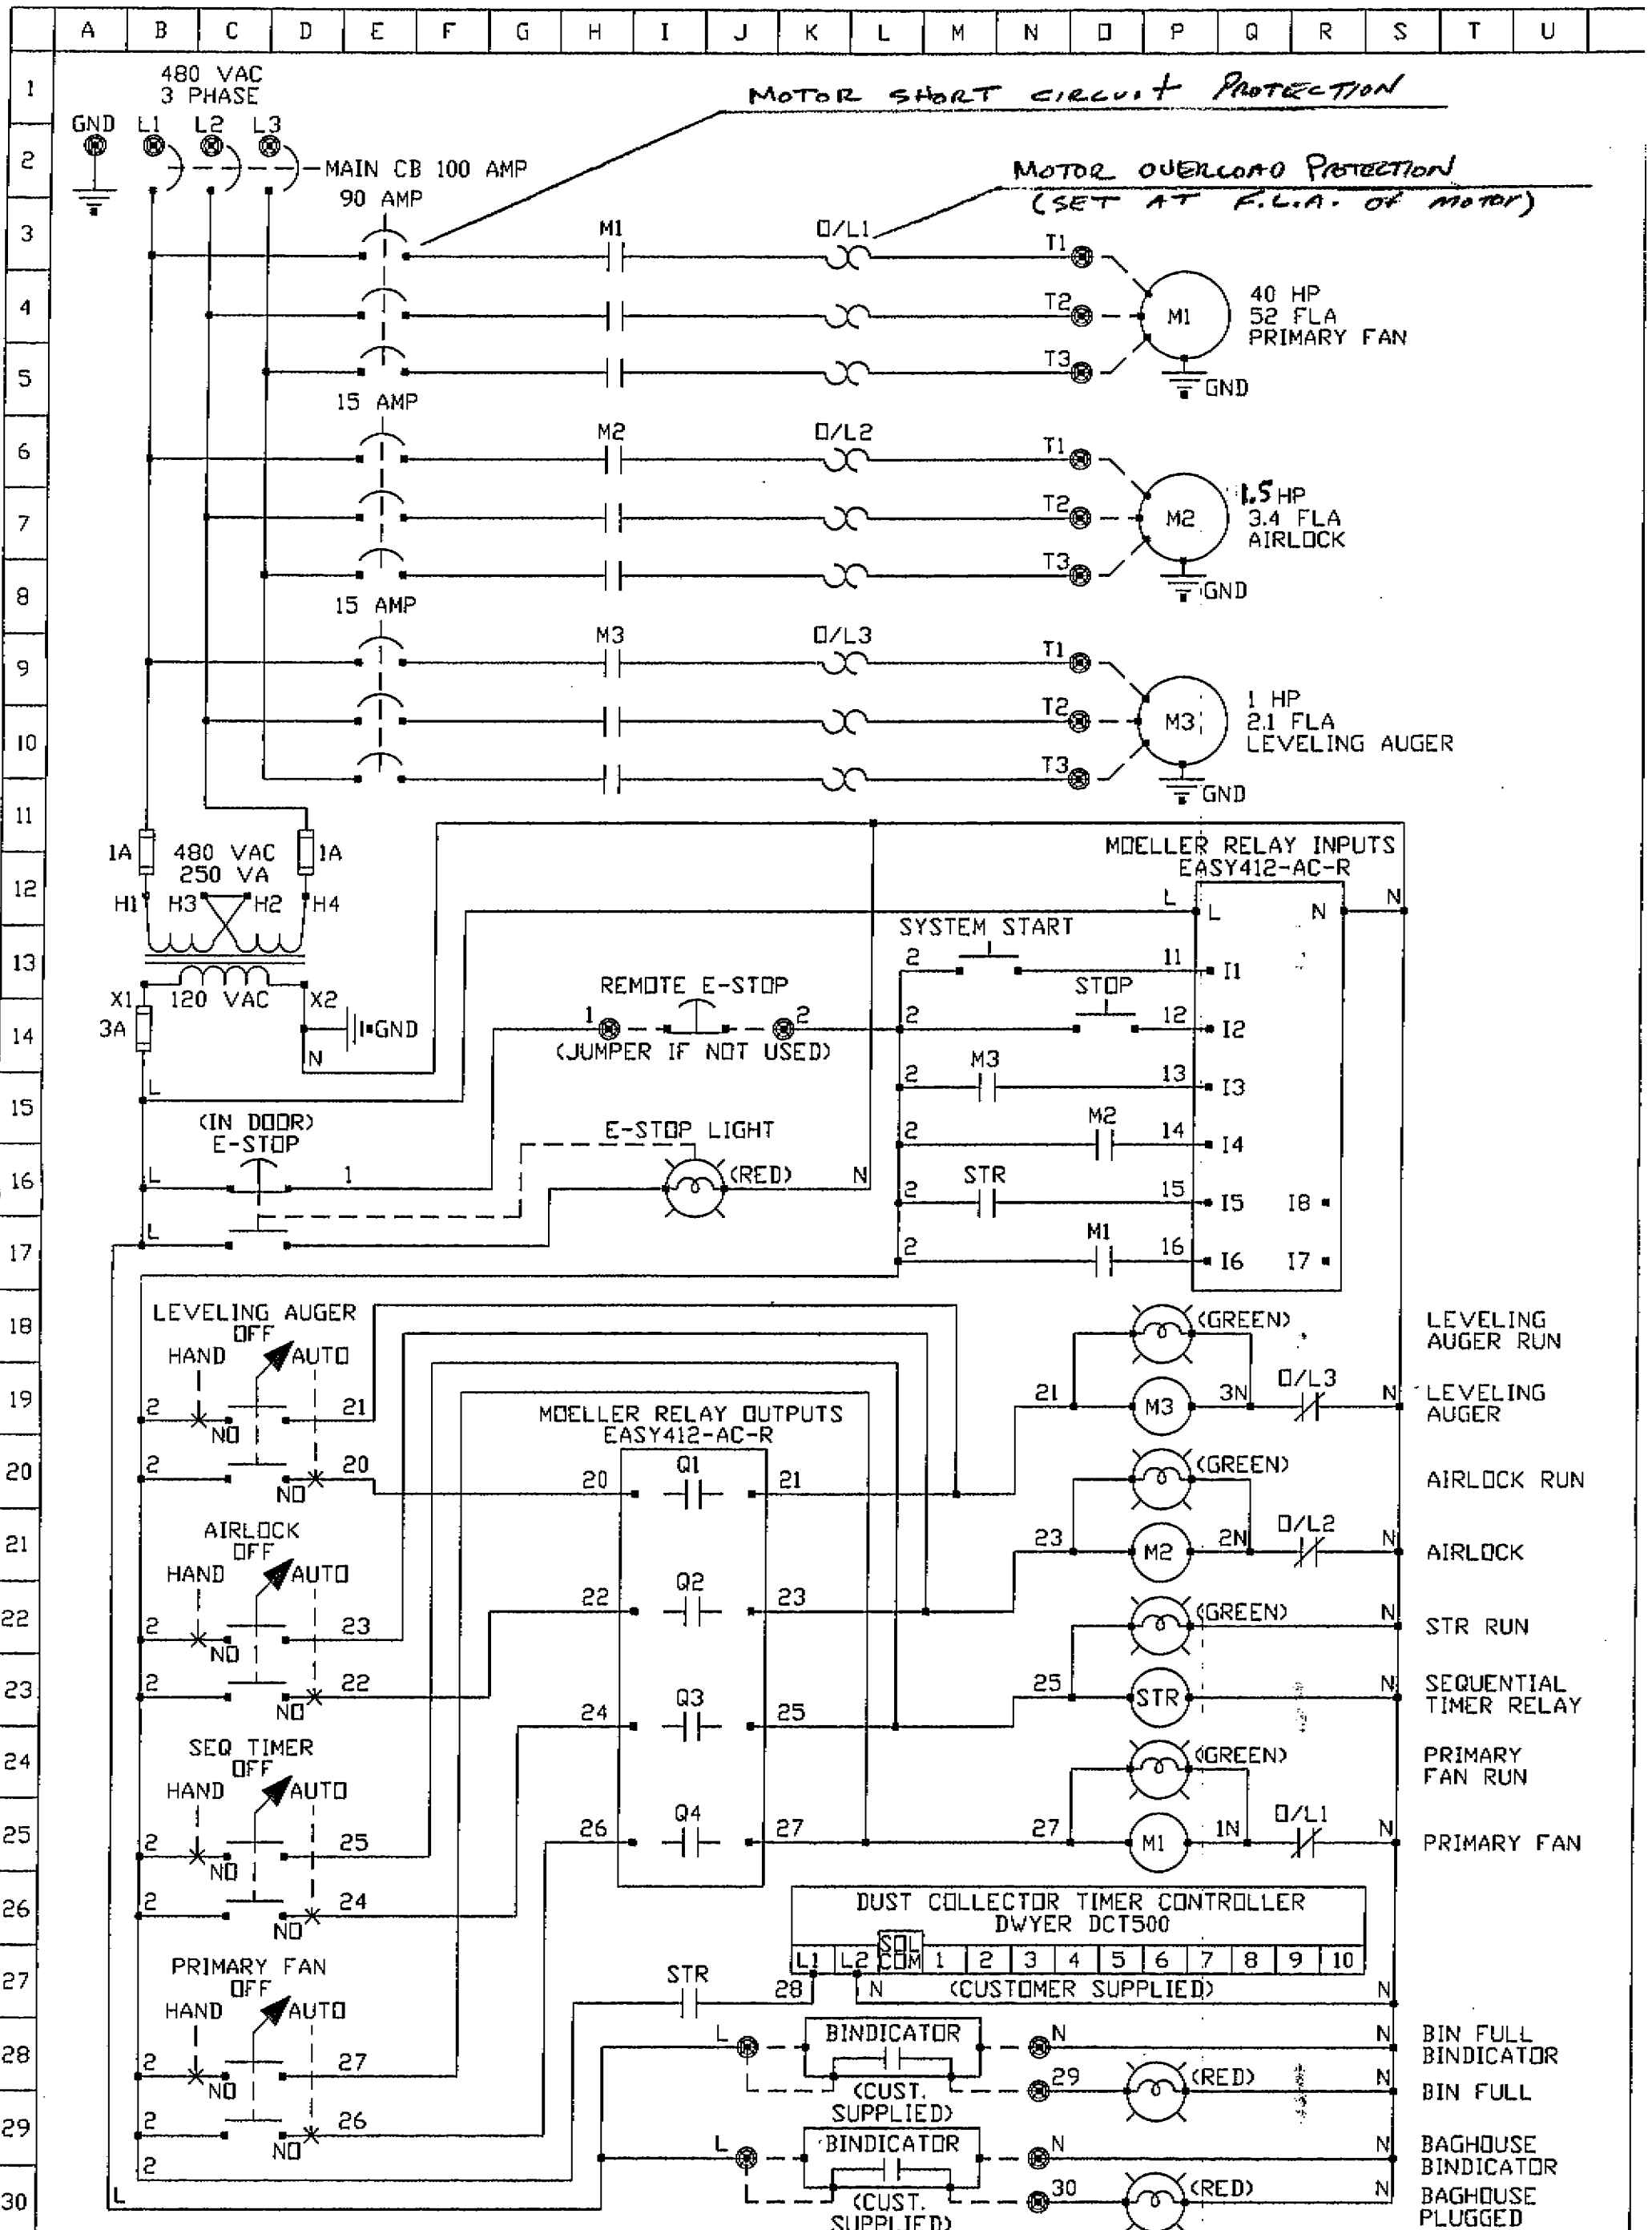 A B C D E F G H I J K L M N O P Q R S T U
1
480 VAC
3 PHASE
MOTOR SHORT CIRCUIT PROTECTION
GND L1 L2 L3
2
MAIN CB 100 AMP
MOTOR OVERLOAD PROTECTION
(SET AT F.L.A. OF MOTOR)
90 AMP
3
M1 O/L1 T1
4
T2 M1
40 HP
52 FLA
PRIMARY FAN
5
T3
GND
15 AMP
6
M2 O/L2 T1
7
T2 M2
1.5 HP
3.4 FLA
AIRLOCK
T3
8
GND
15 AMP
9
M3 O/L3 T1
10
T2 M3
1 HP
2.1 FLA
LEVELING AUGER
T3
GND
11
1A 480 VAC 1A
250 VA
MOELLER RELAY INPUTS
EASY412-AC-R
12
H1 H3 H2 H4
L L N N
SYSTEM START
13
2 11 I1
X1 120 VAC X2
REMOTE E-STOP
STOP
14
3A GND
1 2 2 12 I2
(JUMPER IF NOT USED)
N
M3
L
2 13 I3
15
(IN DOOR)
E-STOP
E-STOP LIGHT
M2
2 14 I4
16
L 1 (RED) N
STR
2 15 I5 I8
17
L
M1
2 16 I6 I7
18
LEVELING AUGER
OFF
HAND AUTO
(GREEN)
LEVELING
AUGER RUN
19
2 21
NO
MOELLER RELAY OUTPUTS
EASY412-AC-R
21 M3 3N O/L3 N
LEVELING
AUGER
20
2 20
NO
20 Q1 21
(GREEN)
AIRLOCK RUN
21
AIRLOCK
OFF
HAND AUTO
23 M2 2N O/L2 N
AIRLOCK
22
2 23
NO
22 Q2 23
(GREEN) N
STR RUN
23
2 22
NO
24 Q3 25
25 STR N
SEQUENTIAL
TIMER RELAY
24
SEQ TIMER
OFF
HAND AUTO
(GREEN)
PRIMARY
FAN RUN
25
2 25
NO
26 Q4 27
27 M1 1N O/L1 N
PRIMARY FAN
26
2 24
NO
DUST COLLECTOR TIMER CONTROLLER
DWYER DCT500
L1 L2 SOL COM 1 2 3 4 5 6 7 8 9 10
27
PRIMARY FAN
OFF
HAND AUTO
STR
28 N (CUSTOMER SUPPLIED) N
28
2 27
NO
L BINDICATOR N N
BIN FULL
BINDICATOR
(CUST.
SUPPLIED)
29 (RED) N
BIN FULL
29
2 26
NO
L BINDICATOR N N
BAGHOUSE
BINDICATOR
2
30
L
(CUST.
SUPPLIED)
30 (RED) N
BAGHOUSE
PLUGGED